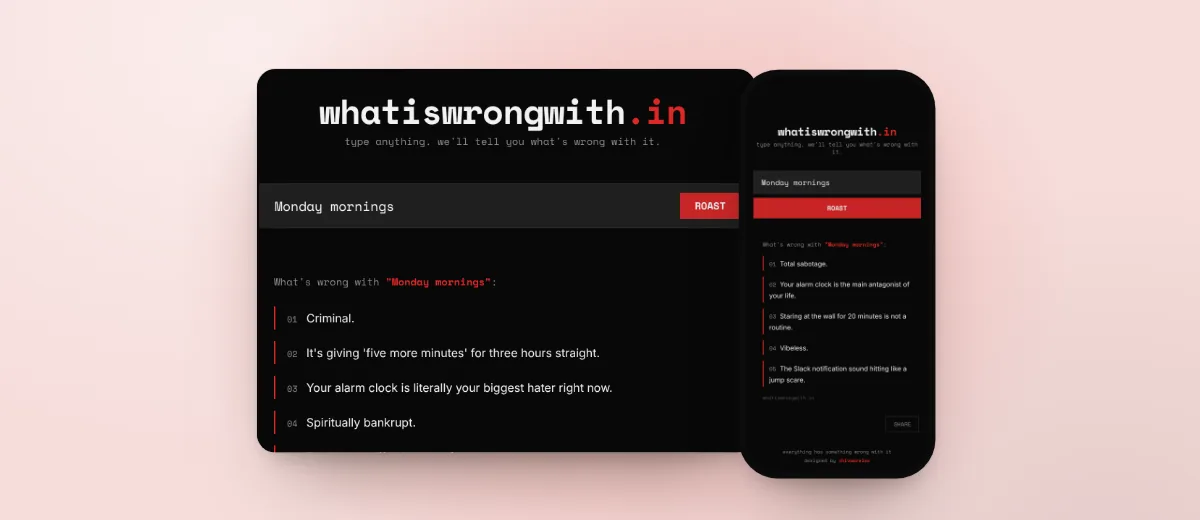 whatiswrongwith.in
type anything. we'll tell you what's wrong with it.
Monday mornings
ROAST
What's wrong with "Monday mornings":
01 Criminal.
02 It's giving 'five more minutes' for three hours straight.
03 Your alarm clock is literally your biggest hater right now.
04 Spiritually bankrupt.
whatiswrongwith.in
type anything. we'll tell you what's wrong with
it.
Monday mornings
ROAST
What's wrong with "Monday mornings":
01 Total sabotage.
02 Your alarm clock is the main antagonist of
your life.
03 Staring at the wall for 20 minutes is not a
routine.
04 Vibeless.
05 The Slack notification sound hitting like a
jump scare.
whatiswrongwith.in
SHARE
everything has something wrong with it
designed by